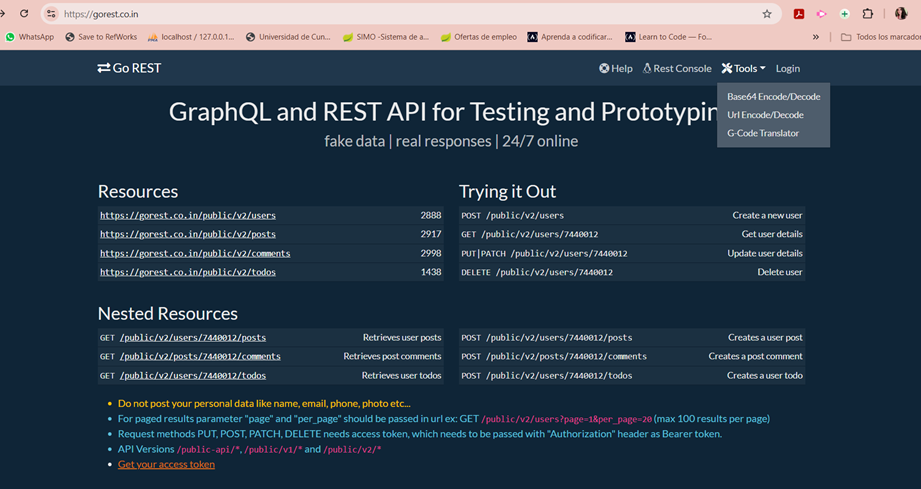 https://gorest.co.in
WhatsApp
Save to RefWorks
localhost / 127.0.0.1...
Universidad de Cun...
SIMO -Sistema de a...
Ofertas de empleo
Aprenda a codificar...
Learn to Code — Fo...
»
Todos los marcador
Go REST
Help
Rest Console
Tools
Login
Base64 Encode/Decode
Url Encode/Decode
G-Code Translator
GraphQL and REST API for Testing and Prototypin
fake data | real responses | 24/7 online
Resources
https://gorest.co.in/public/v2/users 2888
https://gorest.co.in/public/v2/posts 2917
https://gorest.co.in/public/v2/comments 2998
https://gorest.co.in/public/v2/todos 1438
Trying it Out
POST /public/v2/users Create a new user
GET /public/v2/users/7440012 Get user details
PUT|PATCH /public/v2/users/7440012 Update user details
DELETE /public/v2/users/7440012 Delete user
Nested Resources
GET /public/v2/users/7440012/posts Retrieves user posts
GET /public/v2/posts/7440012/comments Retrieves post comments
GET /public/v2/users/7440012/todos Retrieves user todos
POST /public/v2/users/7440012/posts Creates a user post
POST /public/v2/posts/7440012/comments Creates a post comment
POST /public/v2/users/7440012/todos Creates a user todo
Do not post your personal data like name, email, phone, photo etc...
For paged results parameter "page" and "per_page" should be passed in url ex: GET /public/v2/users?page=1&per_page=20 (max 100 results per page)
Request methods PUT, POST, PATCH, DELETE needs access token, which needs to be passed with "Authorization" header as Bearer token.
API Versions /public-api/*, /public/v1/* and /public/v2/*
Get your access token